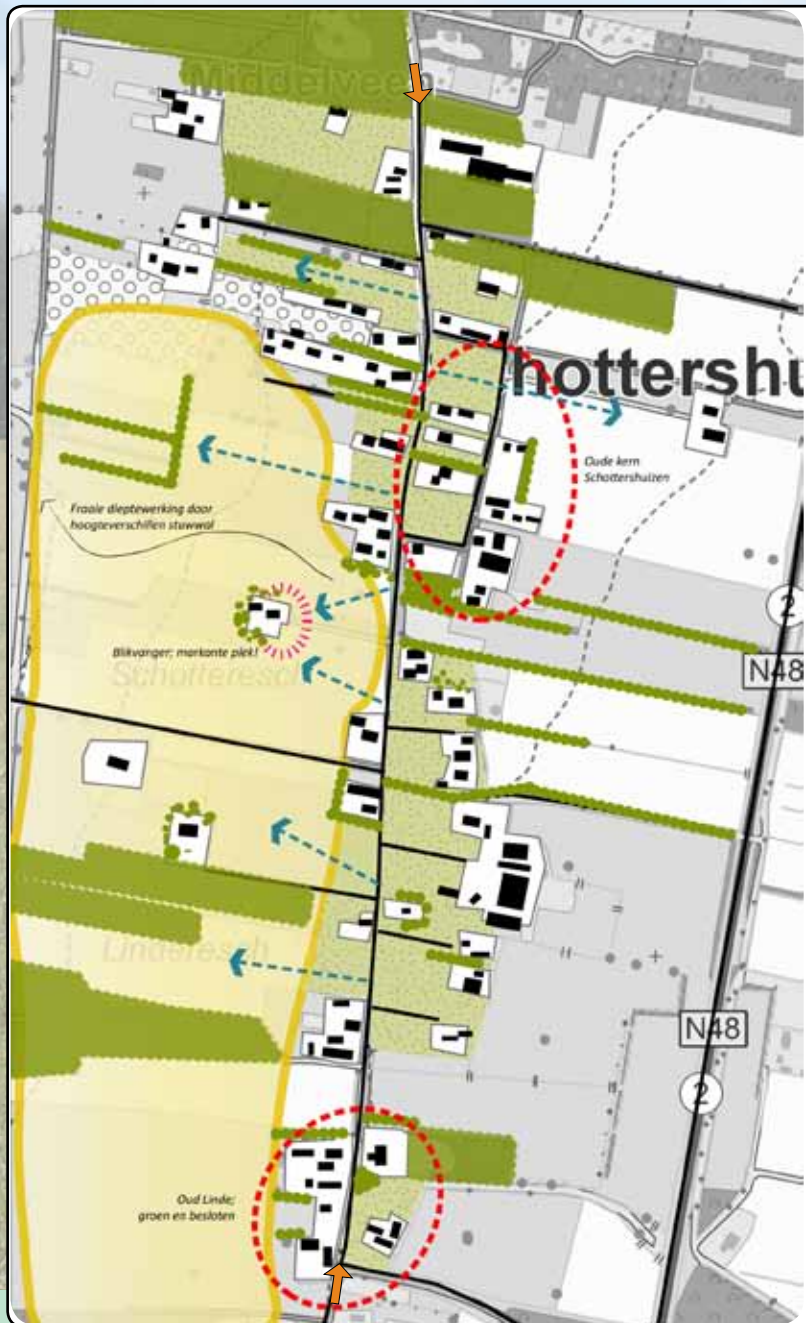 Middelveen
hottershu
Oude kern
Schottershuizen
Fraaie dieptewerking door
hoogteverschillen stuwwal
2
Blikvanger; markante plek!
N48
Schotteresch
Linderesch
N48
2
Oud Linde;
groen en besloten